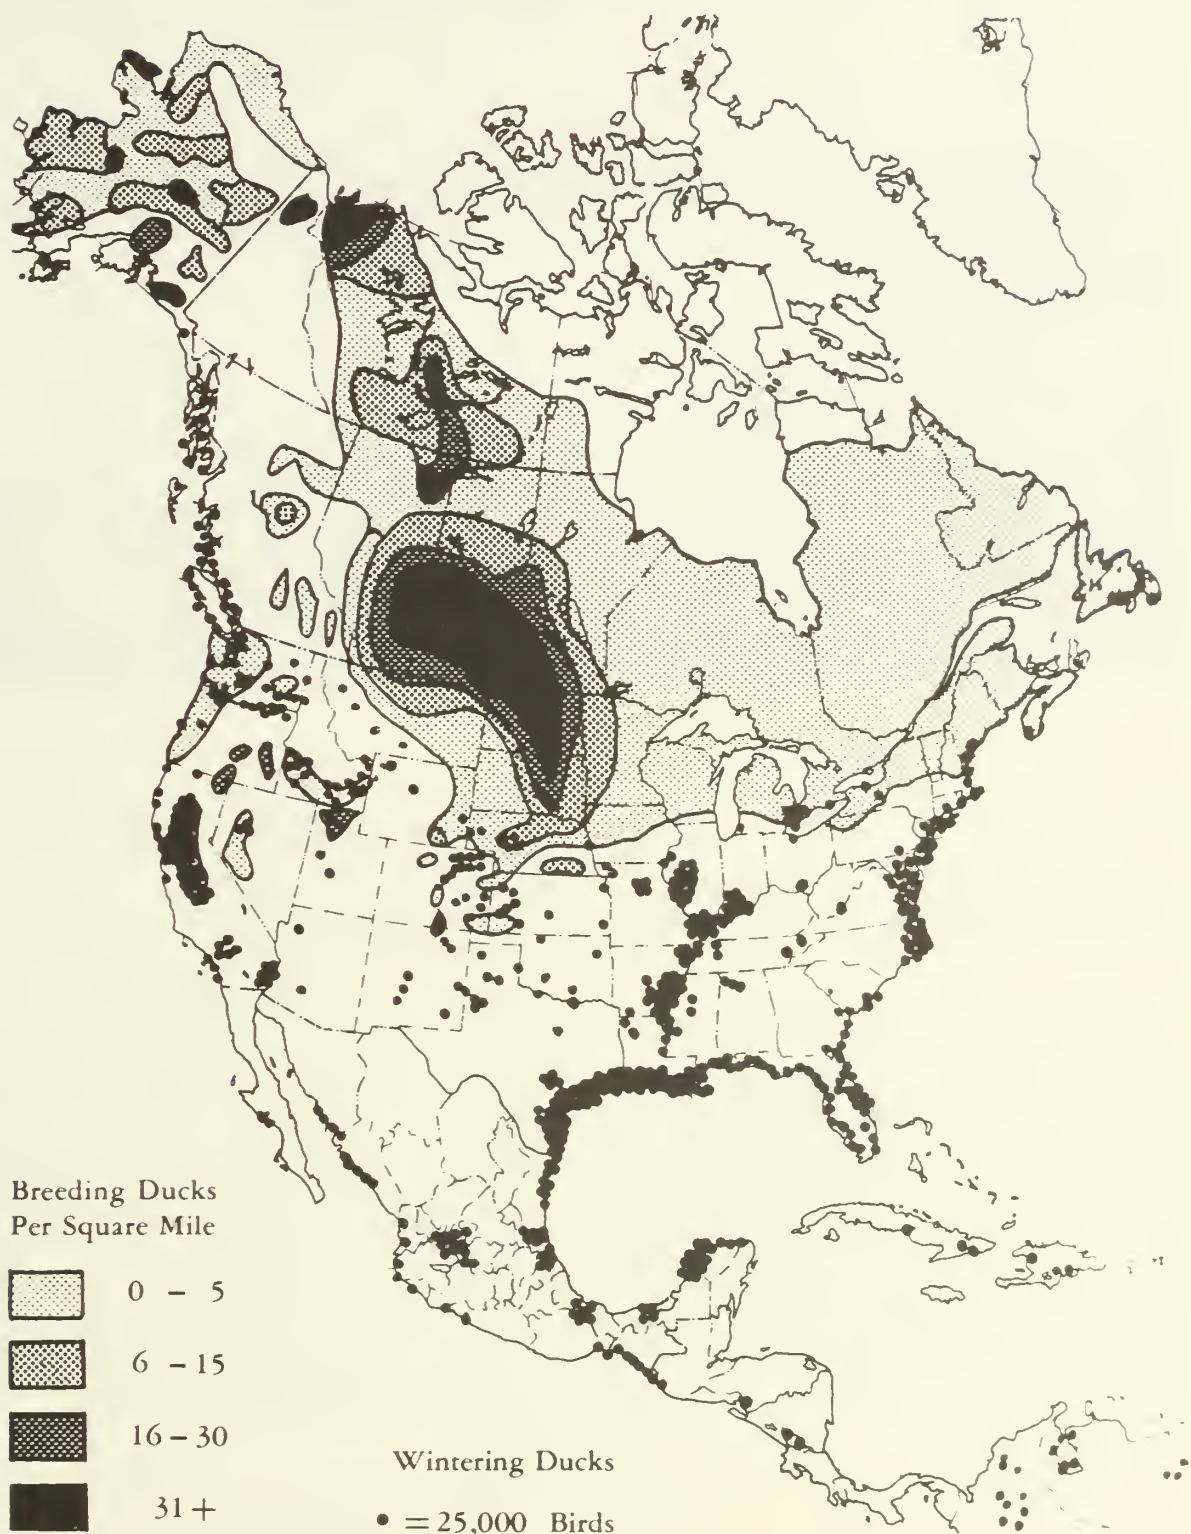 Breeding Ducks
Per Square Mile
0 – 5
6 – 15
16 – 30
31 +
Wintering Ducks
• = 25,000 Birds